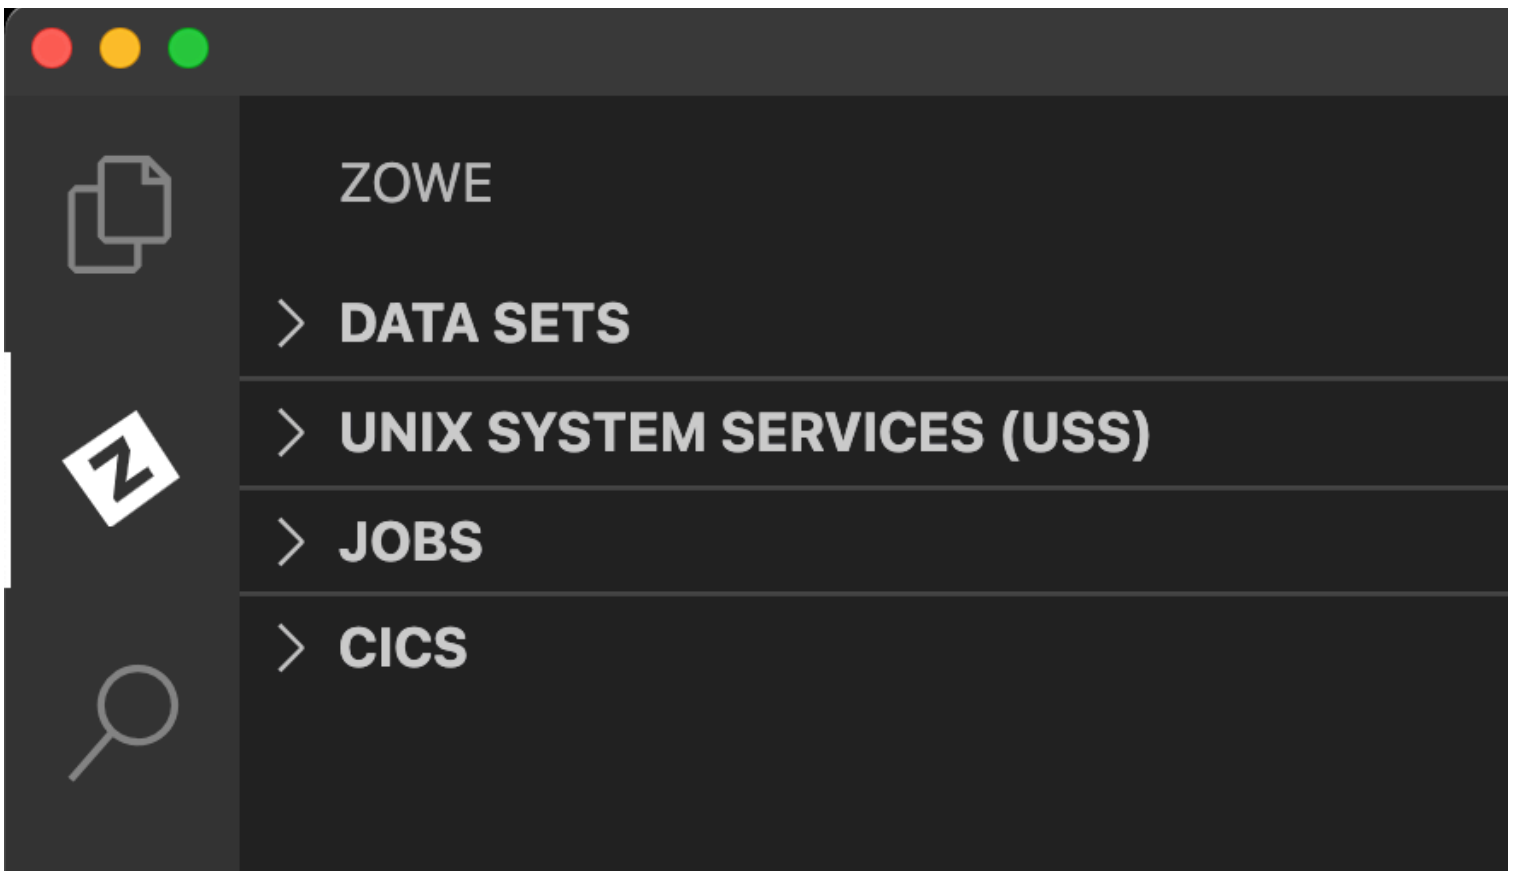 ZOWE
DATA SETS
UNIX SYSTEM SERVICES (USS)
Z
JOBS
CICS